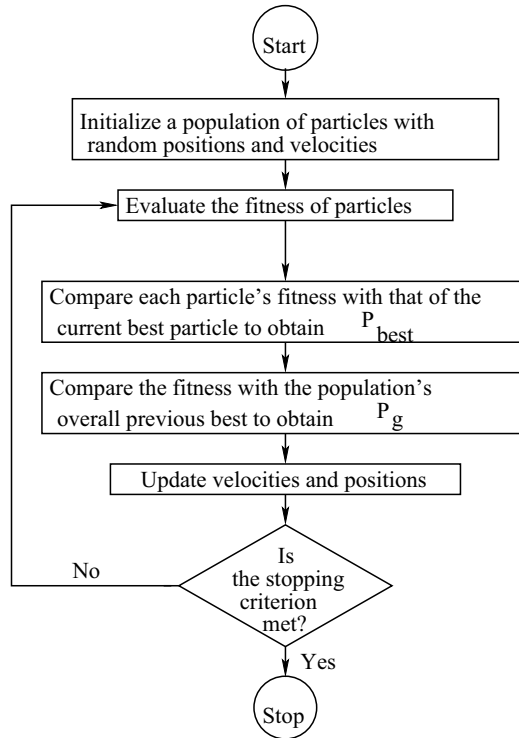 Start
Initialize a population of particles with
random positions and velocities
Evaluate the fitness of particles
Compare each particle's fitness with that of the
current best particle to obtain P_best
Compare the fitness with the population's
overall previous best to obtain P_g
Update velocities and positions
Is
the stopping
criterion
met?
No
Yes
Stop